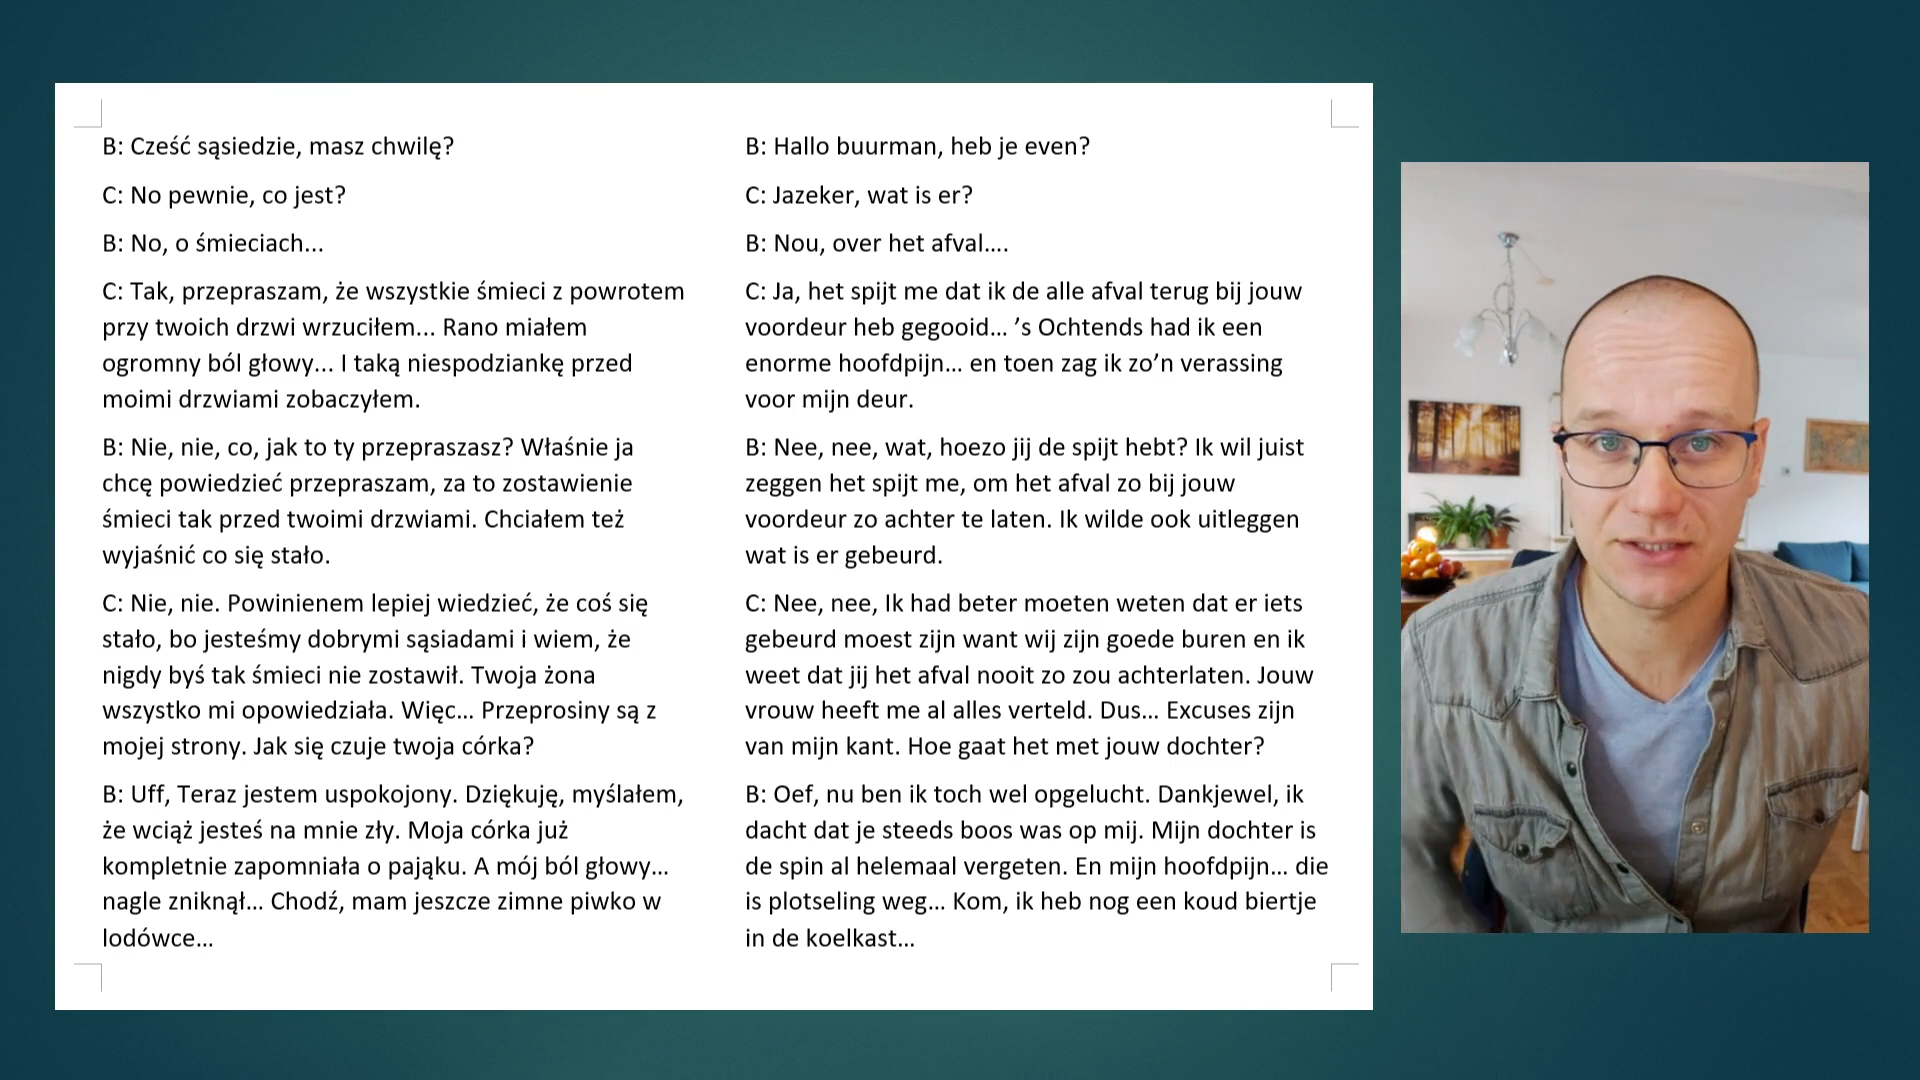 B: Cześć sąsiedzie, masz chwilę?
C: No pewnie, co jest?
B: No, o śmieciach...
C: Tak, przepraszam, że wszystkie śmieci z powrotem
przy twoich drzwi wrzuciłem... Rano miałem
ogromny ból głowy... I taką niespodziankę przed
moimi drzwiami zobaczyłem.
B: Nie, nie, co, jak to ty przepraszasz? Właśnie ja
chcę powiedzieć przepraszam, za to zostawienie
śmieci tak przed twoimi drzwiami. Chciałem też
wyjaśnić co się stało.
C: Nie, nie. Powinienem lepiej wiedzieć, że coś się
stało, bo jesteśmy dobrymi sąsiadami i wiem, że
nigdy byś tak śmieci nie zostawił. Twoja żona
wszystko mi opowiedziała. Więc... Przeprosiny są z
mojej strony. Jak się czuje twoja córka?
B: Uff, Teraz jestem uspokojony. Dziękuję, myślałem,
że wciąż jesteś na mnie zły. Moja córka już
kompletnie zapomniała o pająku. A mój ból głowy...
nagle zniknął... Chodź, mam jeszcze zimne piwko w
lodówce...
B: Hallo buurman, heb je even?
C: Jazeker, wat is er?
B: Nou, over het afval....
C: Ja, het spijt me dat ik de alle afval terug bij jouw
voordeur heb gegooid... ’s Ochtends had ik een
enorme hoofdpijn... en toen zag ik zo’n verassing
voor mijn deur.
B: Nee, nee, wat, hoezo jij de spijt hebt? Ik wil juist
zeggen het spijt me, om het afval zo bij jouw
voordeur zo achter te laten. Ik wilde ook uitleggen
wat is er gebeurd.
C: Nee, nee, Ik had beter moeten weten dat er iets
gebeurd moest zijn want wij zijn goede buren en ik
weet dat jij het afval nooit zo zou achterlaten. Jouw
vrouw heeft me al alles verteld. Dus... Excuses zijn
van mijn kant. Hoe gaat het met jouw dochter?
B: Oef, nu ben ik toch wel opgelucht. Dankjewel, ik
dacht dat je steeds boos was op mij. Mijn dochter is
de spin al helemaal vergeten. En mijn hoofdpijn... die
is plotseling weg... Kom, ik heb nog een koud biertje
in de koelkast...